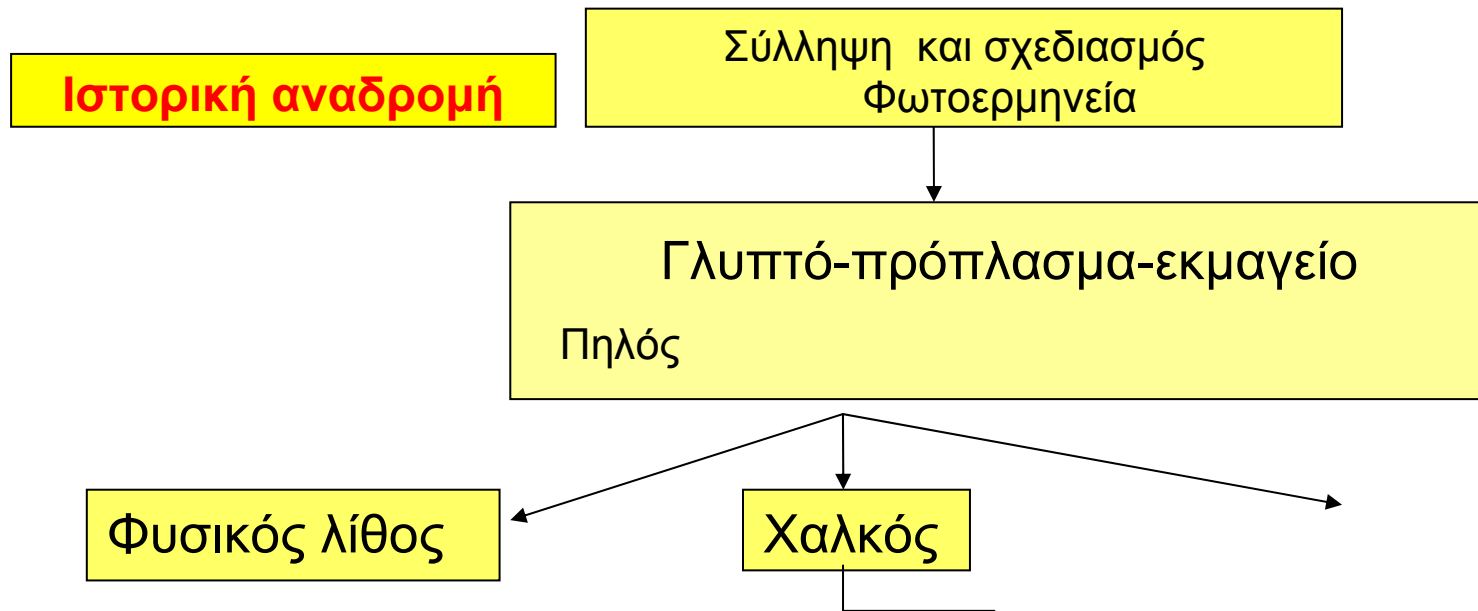 Ιστορική αναδρομή
Σύλληψη και σχεδιασμός
Φωτοερμηνεία
Γλυπτό-πρόπλασμα-εκμαγείο
Πηλός
Φυσικός λίθος
Χαλκός